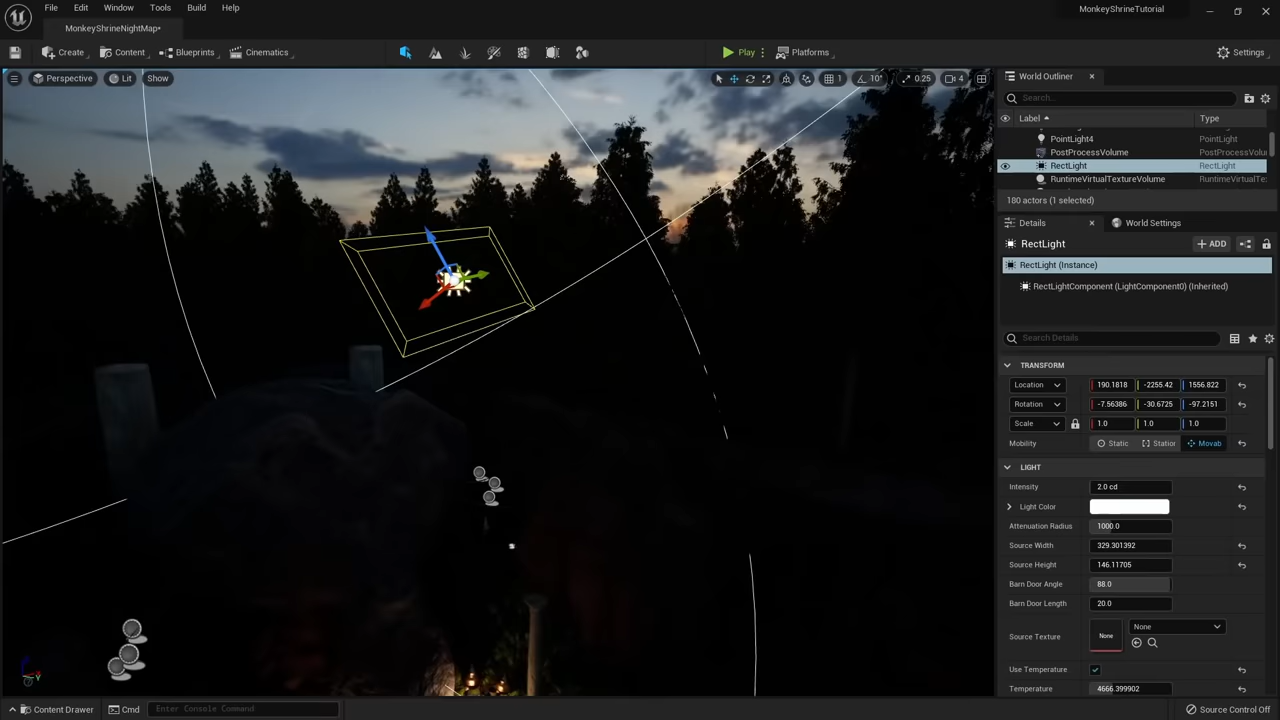 File Edit Window Tools Build Help
MonkeyShrineTutorial
MonkeyShrineNightMap•
Create Content Blueprints Cinematics Play Platforms Settings
Perspective Lit Show 1 10° 0.25 4
World Outliner
Search...
Label Type
PointLight4 PointLight
PostProcessVolume PostProcessVolu
RectLight RectLight
RuntimeVirtualTextureVolume RuntimeVirtualTe
180 actors (1 selected)
Details World Settings
RectLight + ADD
RectLight (Instance)
RectLightComponent (LightComponent0) (Inherited)
Search Details
TRANSFORM
Location 190.1818 -2255.42 1556.822
Rotation -7.56386 -30.6725 -97.2151
Scale 1.0 1.0 1.0
Mobility Static Station Movab
LIGHT
Intensity 2.0 cd
Light Color
Attenuation Radius 1000.0
Source Width 329.301392
Source Height 146.11705
Barn Door Angle 88.0
Barn Door Length 20.0
Source Texture None None
Use Temperature
Temperature 4666.399902
Content Drawer Cmd Enter Console Command Source Control Off